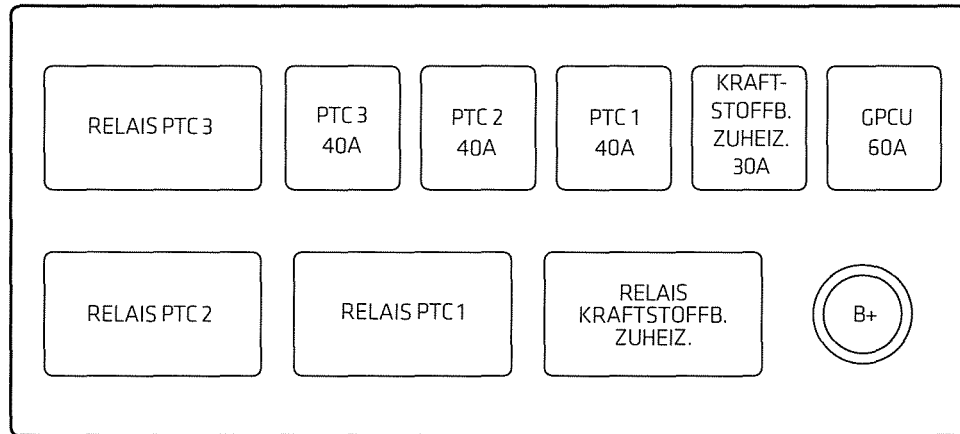 RELAIS PTC 3
PTC 3
40A
PTC 2
40A
PTC 1
40A
KRAFT-
STOFFB.
ZUHEIZ.
30A
GPCU
60A
RELAIS PTC 2
RELAIS PTC 1
RELAIS
KRAFTSTOFFB.
ZUHEIZ.
B+